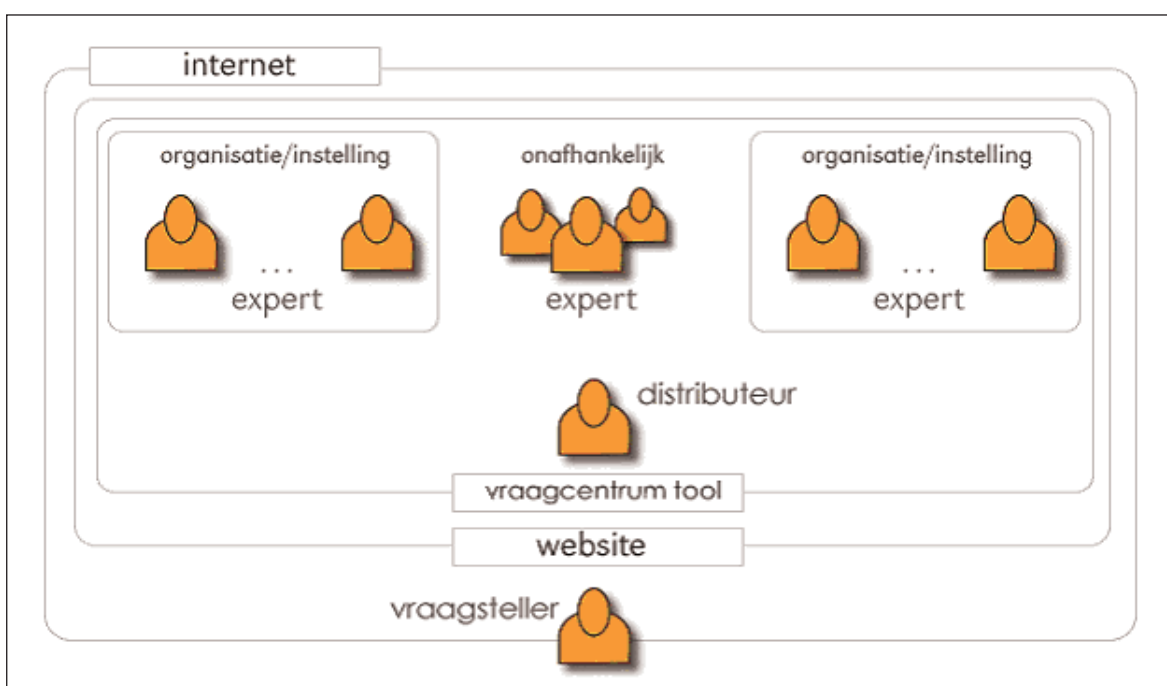 internet
organisatie/instelling
onafhankelijk
organisatie/instelling
...
expert
expert
...
expert
distributeur
vraagcentrum tool
website
vraagsteller